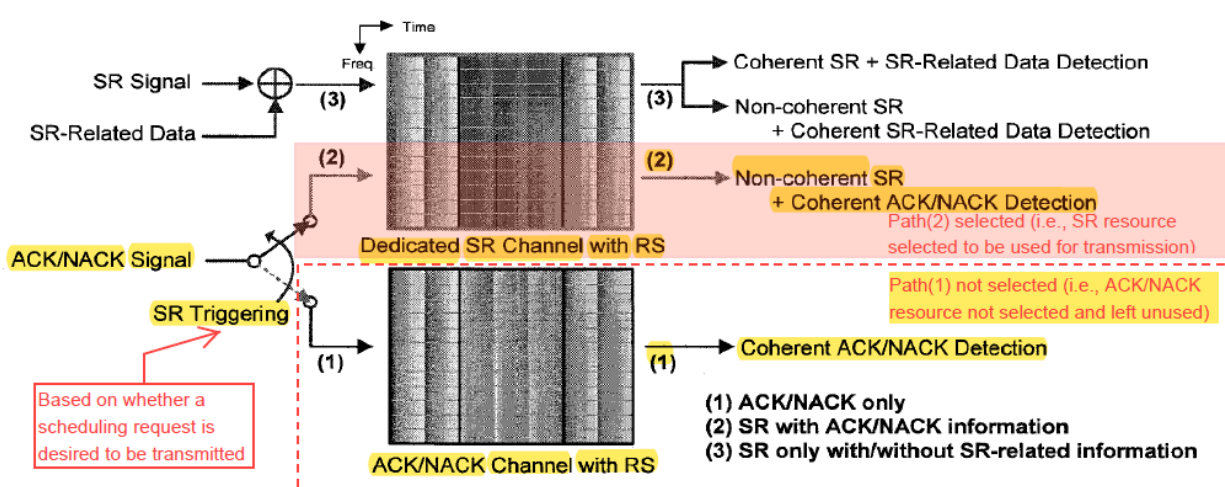 Time
Freq.
SR Signal
(3)
(3)
Coherent SR + SR-Related Data Detection
SR-Related Data
Non-coherent SR
+ Coherent SR-Related Data Detection
(2)
(2)
Non-coherent SR
+ Coherent ACK/NACK Detection
Path(2) selected (i.e., SR resource
selected to be used for transmission)
Dedicated SR Channel with RS
ACK/NACK Signal
Path(1) not selected (i.e., ACK/NACK
resource not selected and left unused)
SR Triggering
(1)
(1)
Coherent ACK/NACK Detection
Based on whether a
scheduling request is
desired to be transmitted
(1) ACK/NACK only
(2) SR with ACK/NACK information
(3) SR only with/without SR-related information
ACK/NACK Channel with RS